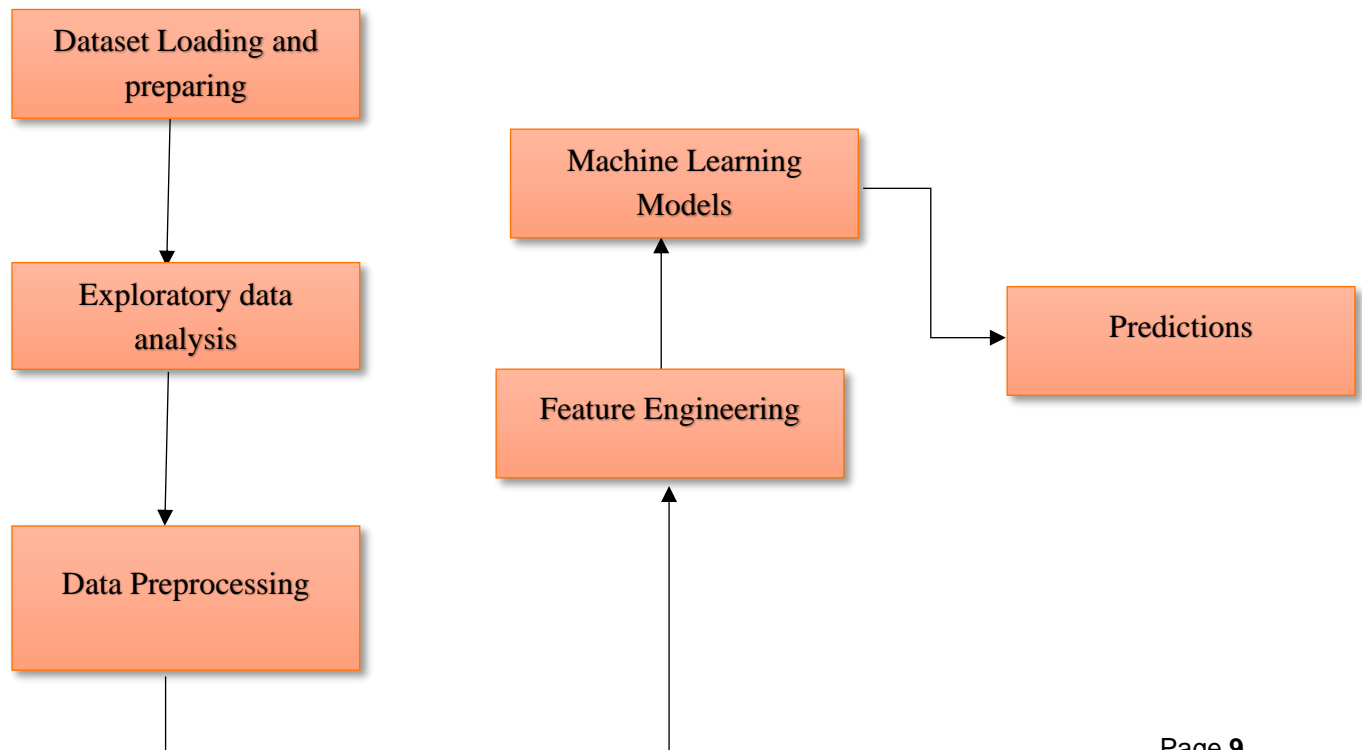 Dataset Loading and
preparing
Exploratory data
analysis
Data Preprocessing
Feature Engineering
Machine Learning
Models
Predictions
Page 9